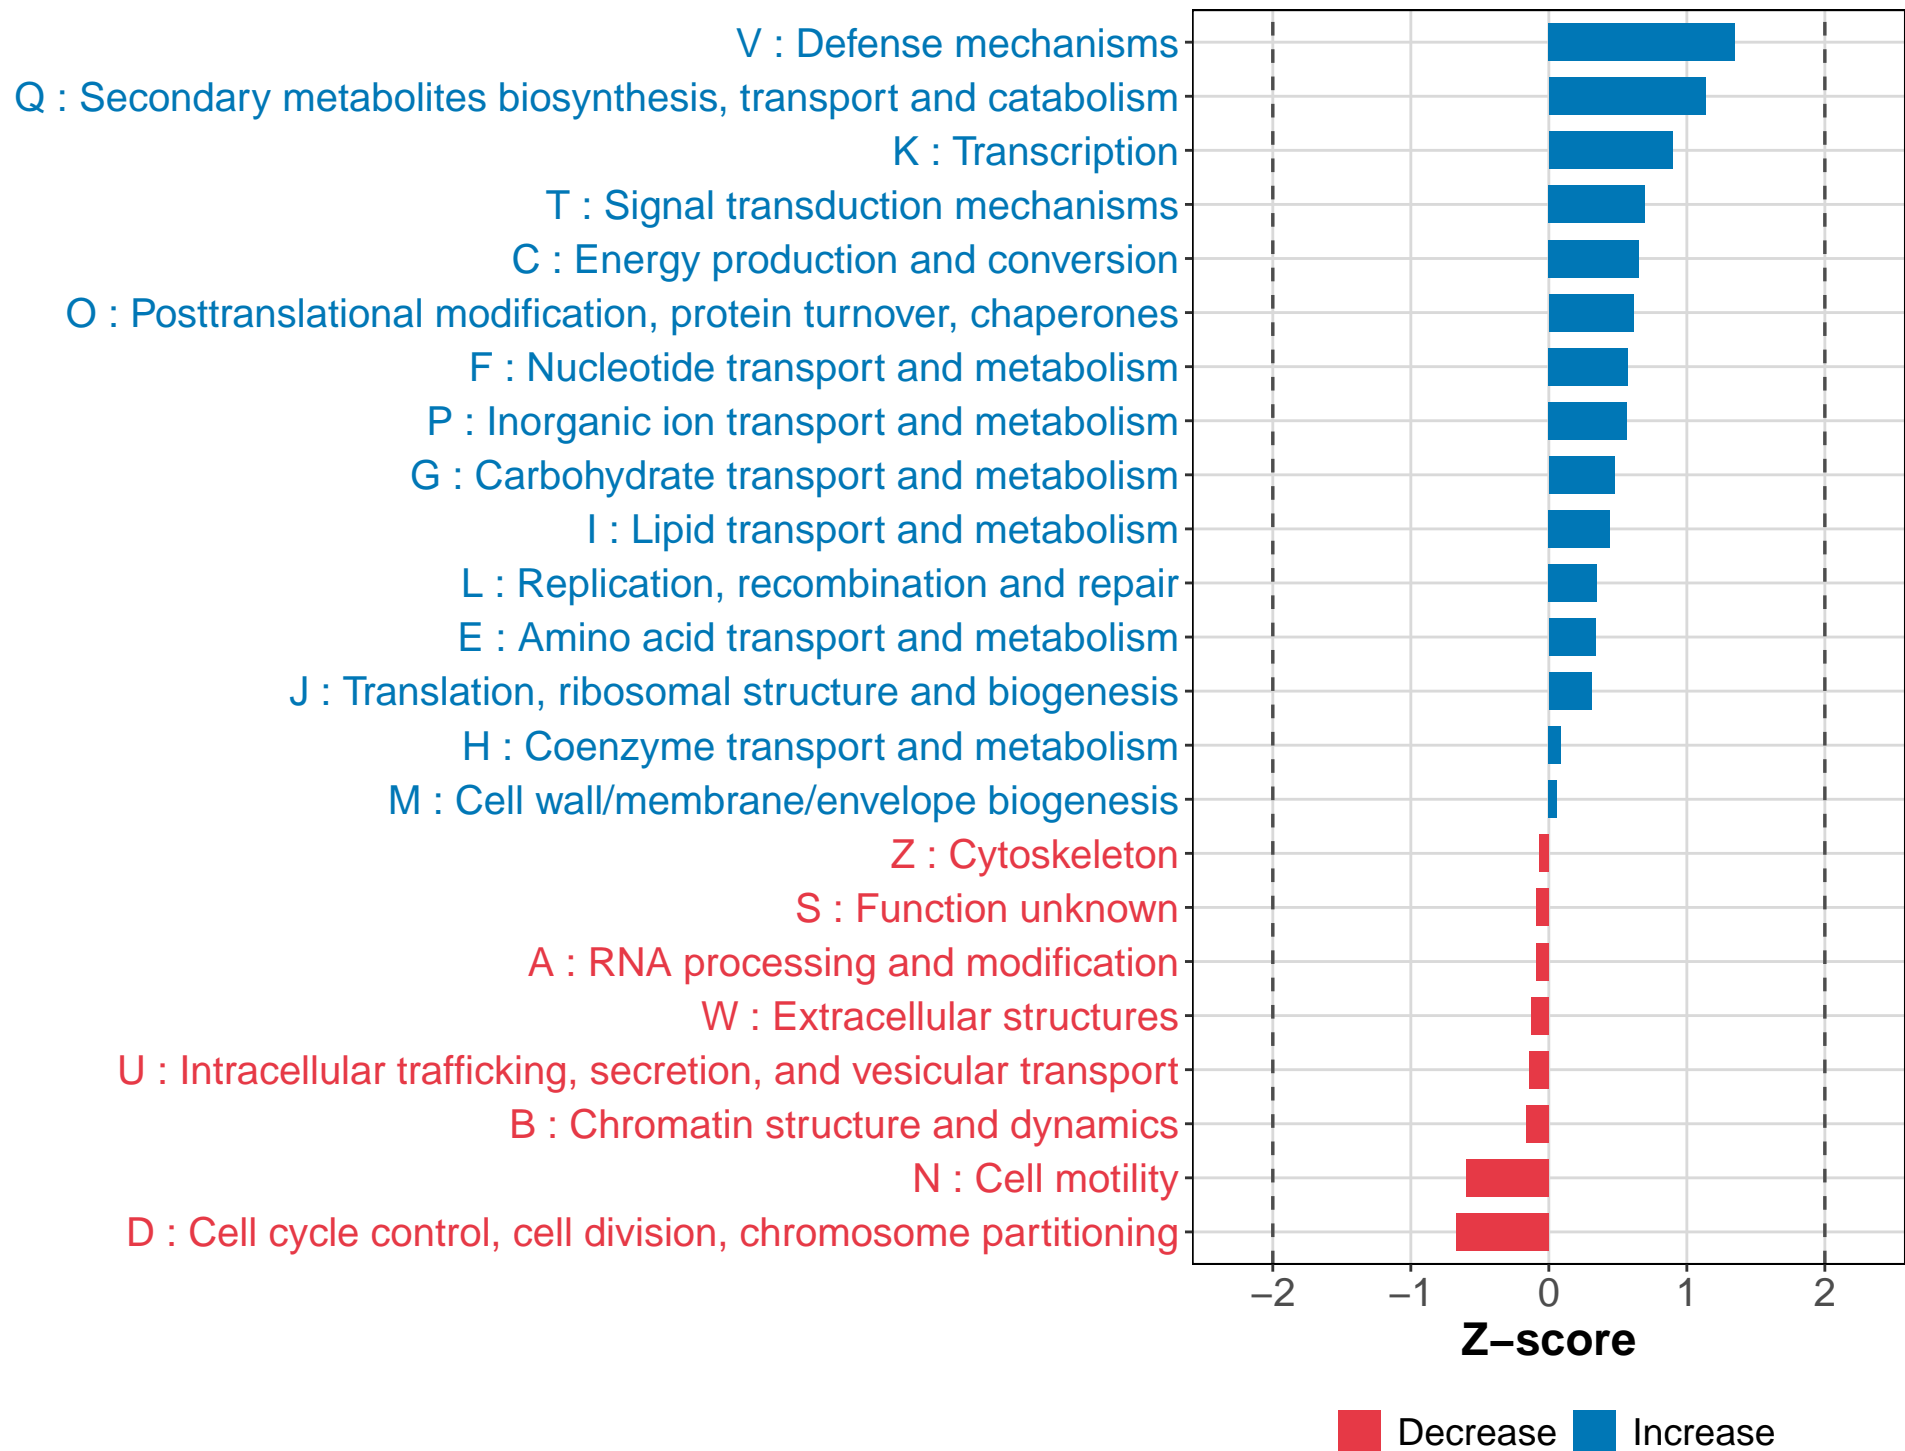 V : Defense mechanisms
Q : Secondary metabolites biosynthesis, transport and catabolism
K : Transcription
T : Signal transduction mechanisms
C : Energy production and conversion
O : Posttranslational modification, protein turnover, chaperones
F : Nucleotide transport and metabolism
P : Inorganic ion transport and metabolism
G : Carbohydrate transport and metabolism
I : Lipid transport and metabolism
L : Replication, recombination and repair
E : Amino acid transport and metabolism
J : Translation, ribosomal structure and biogenesis
H : Coenzyme transport and metabolism
M : Cell wall/membrane/envelope biogenesis
Z : Cytoskeleton
S : Function unknown
A : RNA processing and modification
W : Extracellular structures
U : Intracellular trafficking, secretion, and vesicular transport
B : Chromatin structure and dynamics
N : Cell motility
D : Cell cycle control, cell division, chromosome partitioning
−2 −1 0 1 2
Z−score
Decrease Increase